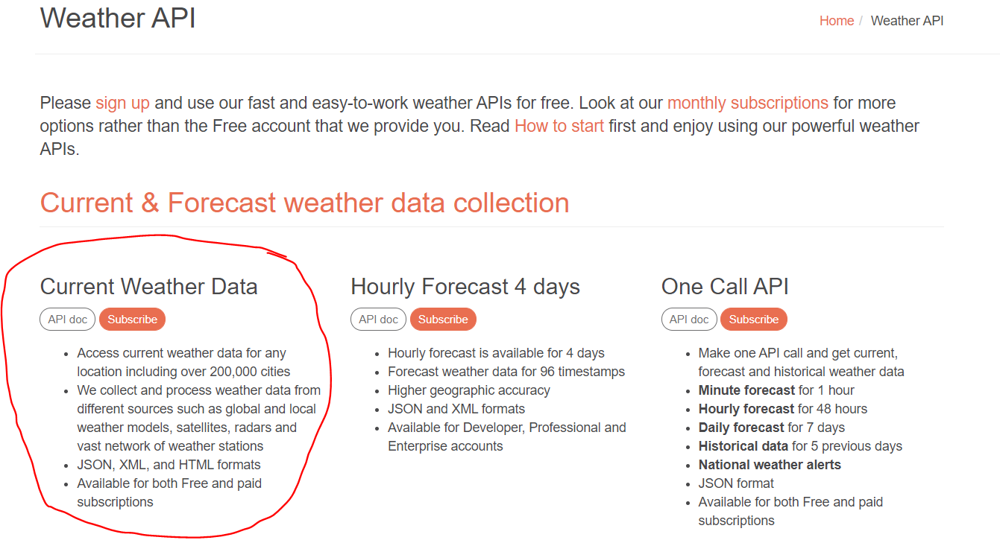 Weather API
Home / Weather API
Please sign up and use our fast and easy-to-work weather APIs for free. Look at our monthly subscriptions for more
options rather than the Free account that we provide you. Read How to start first and enjoy using our powerful weather
APIs.
Current & Forecast weather data collection
Current Weather Data
API doc Subscribe
• Access current weather data for any
location including over 200,000 cities
• We collect and process weather data from
different sources such as global and local
weather models, satellites, radars and
vast network of weather stations
• JSON, XML, and HTML formats
• Available for both Free and paid
subscriptions
Hourly Forecast 4 days
API doc Subscribe
• Hourly forecast is available for 4 days
• Forecast weather data for 96 timestamps
• Higher geographic accuracy
• JSON and XML formats
• Available for Developer, Professional and
Enterprise accounts
One Call API
API doc Subscribe
• Make one API call and get current,
forecast and historical weather data
• Minute forecast for 1 hour
• Hourly forecast for 48 hours
• Daily forecast for 7 days
• Historical data for 5 previous days
• National weather alerts
• JSON format
• Available for both Free and paid
subscriptions